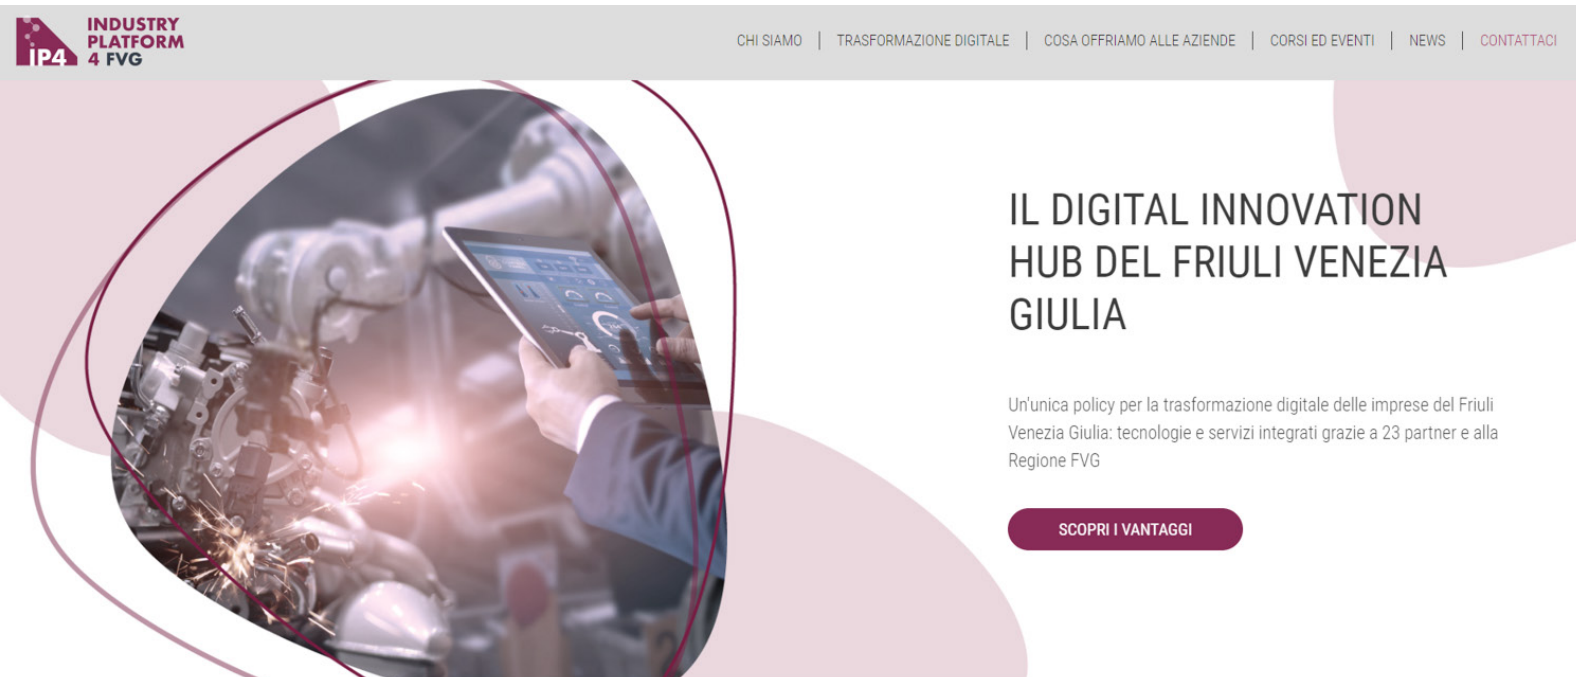 INDUSTRY
PLATFORM
4 FVG
iP4
CHI SIAMO | TRASFORMAZIONE DIGITALE | COSA OFFRIAMO ALLE AZIENDE | CORSI ED EVENTI | NEWS | CONTATTACI
IL DIGITAL INNOVATION
HUB DEL FRIULI VENEZIA
GIULIA
Un'unica policy per la trasformazione digitale delle imprese del Friuli
Venezia Giulia: tecnologie e servizi integrati grazie a 23 partner e alla
Regione FVG
SCOPRI I VANTAGGI